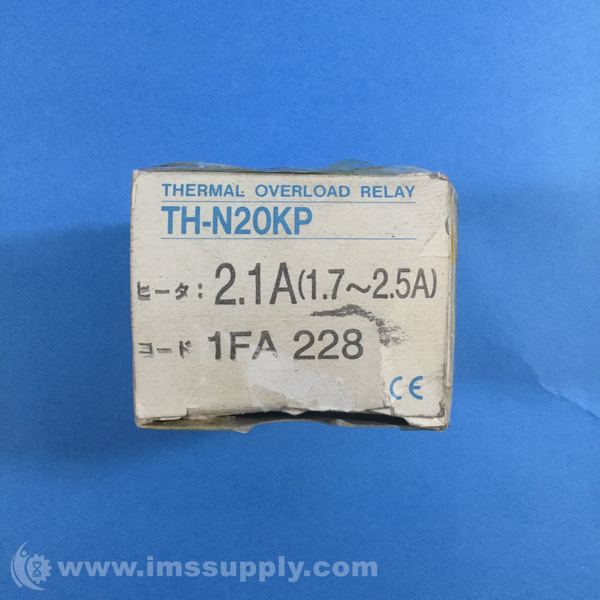 THERMAL OVERLOAD RELAY
TH-N20KP
ヒータ: 2.1A(1.7~2.5A)
コード 1FA 228
CE
www.imssupply.com